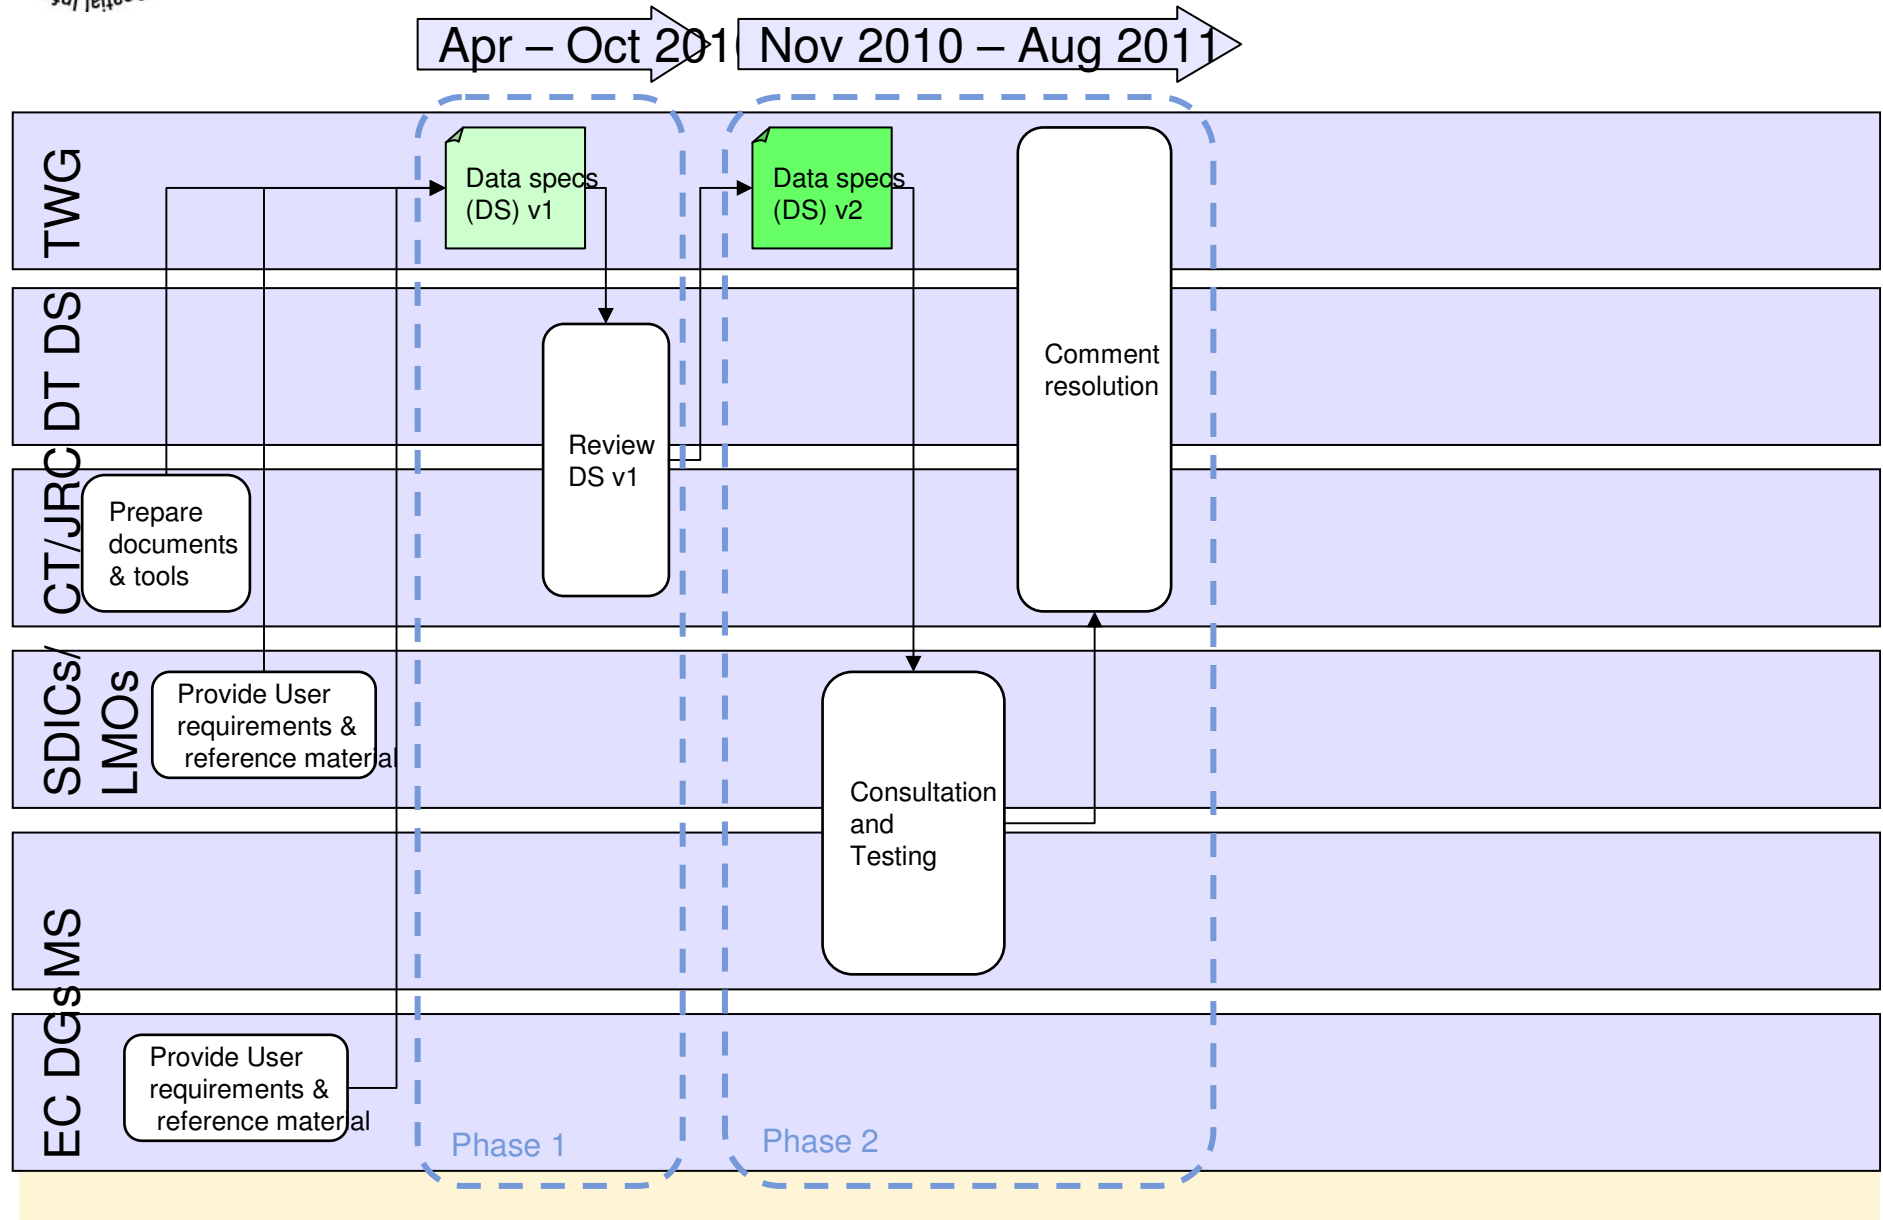 Apr – Oct 201
Nov 2010 – Aug 2011
TWG
Data specs
(DS) v1
Data specs
(DS) v2
DT DS
Review
DS v1
Comment
resolution
CT/JRC
Prepare
documents
& tools
SDICs/
LMOs
Provide User
requirements &
reference material
Consultation
and
Testing
MS
EC DGs
Provide User
requirements &
reference material
Phase 1
Phase 2